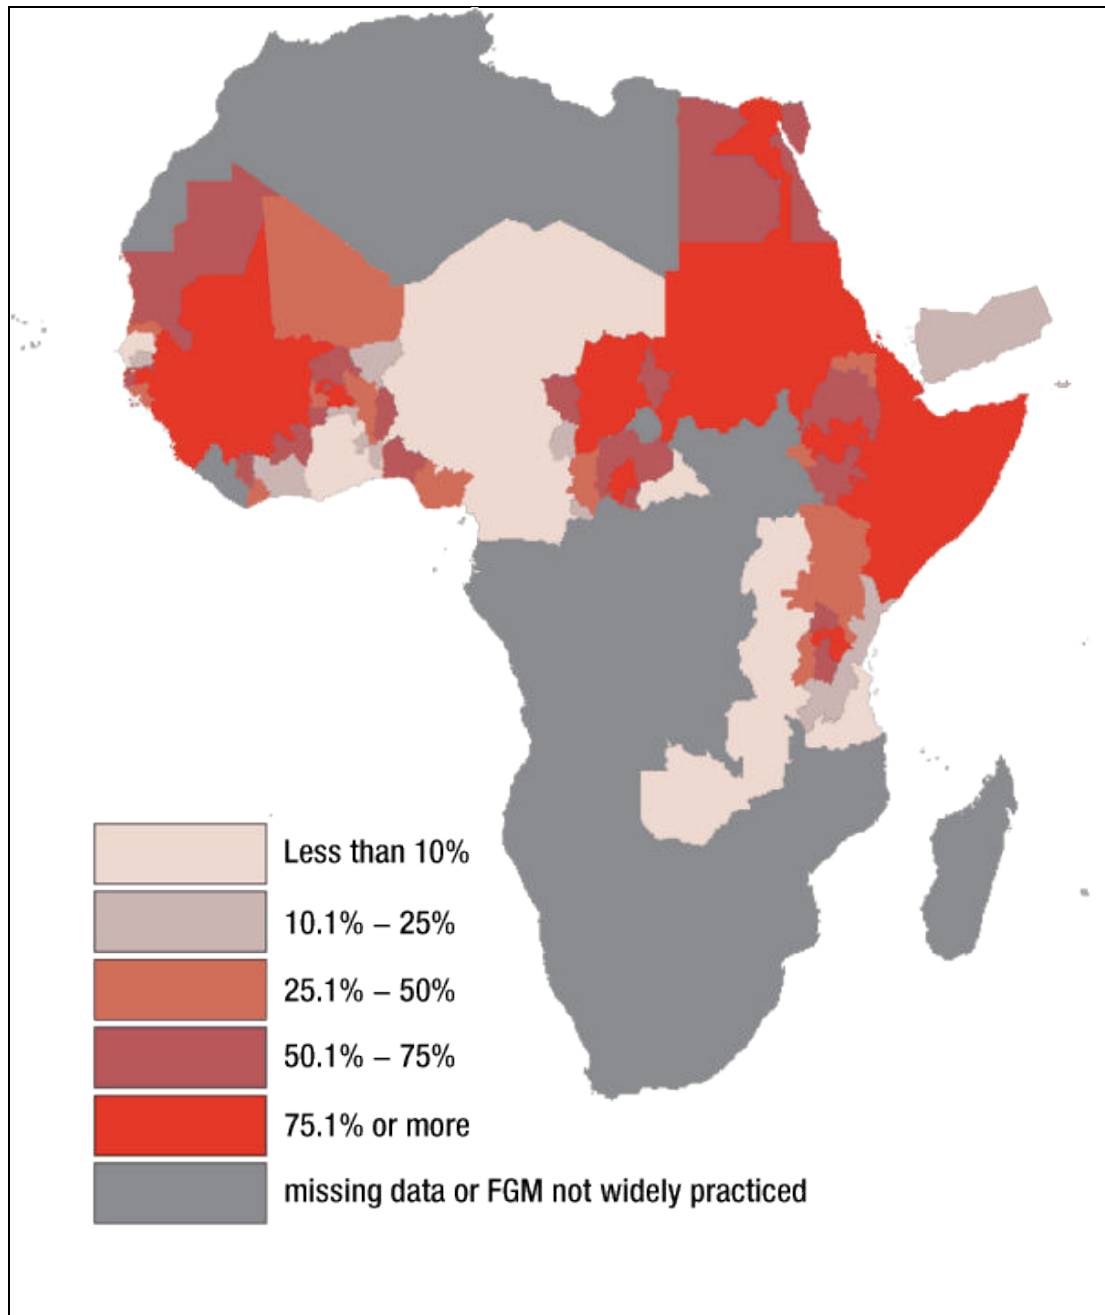 Less than 10%
10.1% – 25%
25.1% – 50%
50.1% – 75%
75.1% or more
missing data or FGM not widely practiced